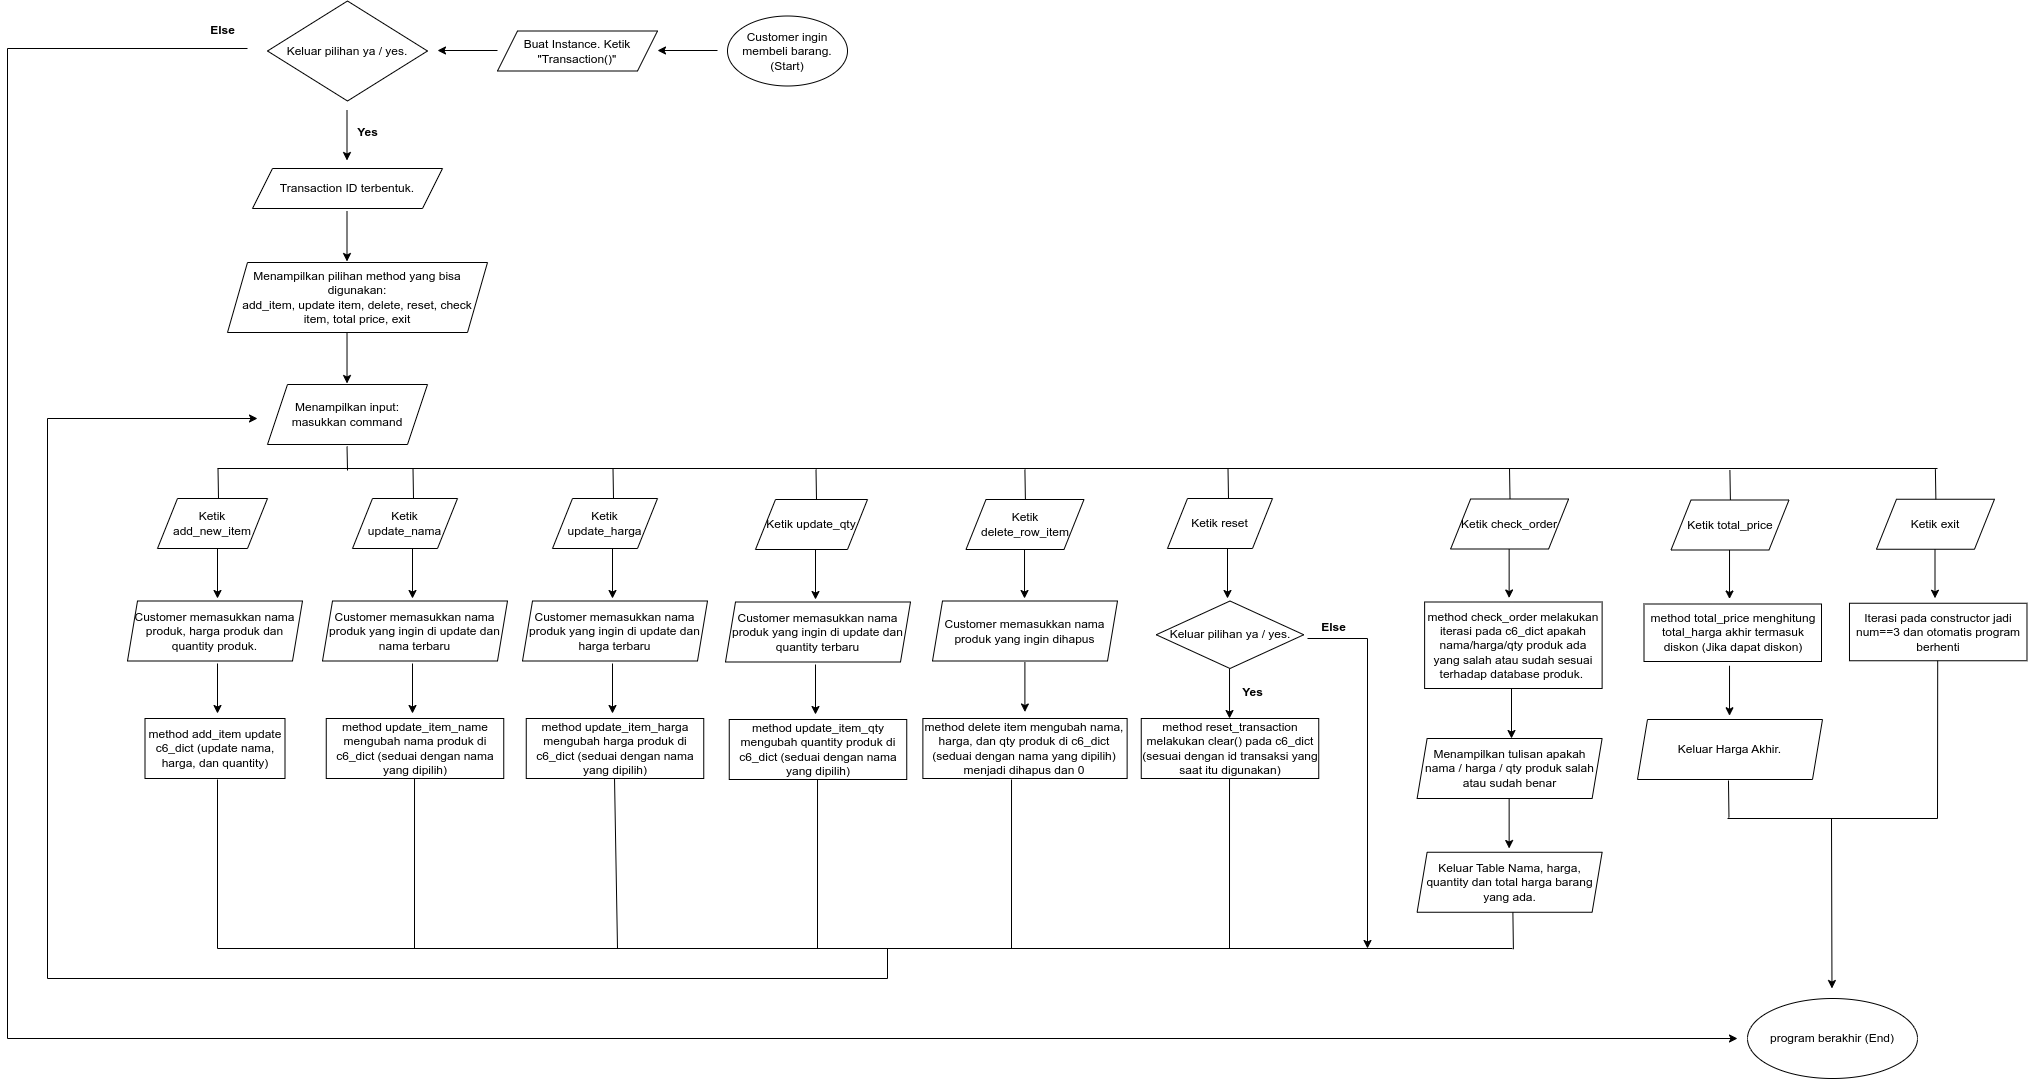 Else
Keluar pilihan ya / yes.
Buat Instance. Ketik
"Transaction()"
Customer ingin
membeli barang.
(Start)
Yes
Transaction ID terbentuk.
Menampilkan pilihan method yang bisa
digunakan:
add_item, update item, delete, reset, check
item, total price, exit
Menampilkan input:
masukkan command
Ketik
add_new_item
Ketik
update_nama
Ketik
update_harga
Ketik update_qty
Ketik
delete_row_item
Ketik reset
Ketik check_order
Ketik total_price
Ketik exit
Customer memasukkan nama
produk, harga produk dan
quantity produk.
Customer memasukkan nama
produk yang ingin di update dan
nama terbaru
Customer memasukkan nama
produk yang ingin di update dan
harga terbaru
Customer memasukkan nama
produk yang ingin di update dan
quantity terbaru
Customer memasukkan nama
produk yang ingin dihapus
Keluar pilihan ya / yes.
Else
Yes
method check_order melakukan
iterasi pada c6_dict apakah
nama/harga/qty produk ada
yang salah atau sudah sesuai
terhadap database produk.
method total_price menghitung
total_harga akhir termasuk
diskon (Jika dapat diskon)
Iterasi pada constructor jadi
num==3 dan otomatis program
berhenti
method add_item update
c6_dict (update nama,
harga, dan quantity)
method update_item_name
mengubah nama produk di
c6_dict (seduai dengan nama
yang dipilih)
method update_item_harga
mengubah harga produk di
c6_dict (seduai dengan nama
yang dipilih)
method update_item_qty
mengubah quantity produk di
c6_dict (seduai dengan nama
yang dipilih)
method delete item mengubah nama,
harga, dan qty produk di c6_dict
(seduai dengan nama yang dipilih)
menjadi dihapus dan 0
method reset_transaction
melakukan clear() pada c6_dict
(sesuai dengan id transaksi yang
saat itu digunakan)
Menampilkan tulisan apakah
nama / harga / qty produk salah
atau sudah benar
Keluar Harga Akhir.
Keluar Table Nama, harga,
quantity dan total harga barang
yang ada.
program berakhir (End)